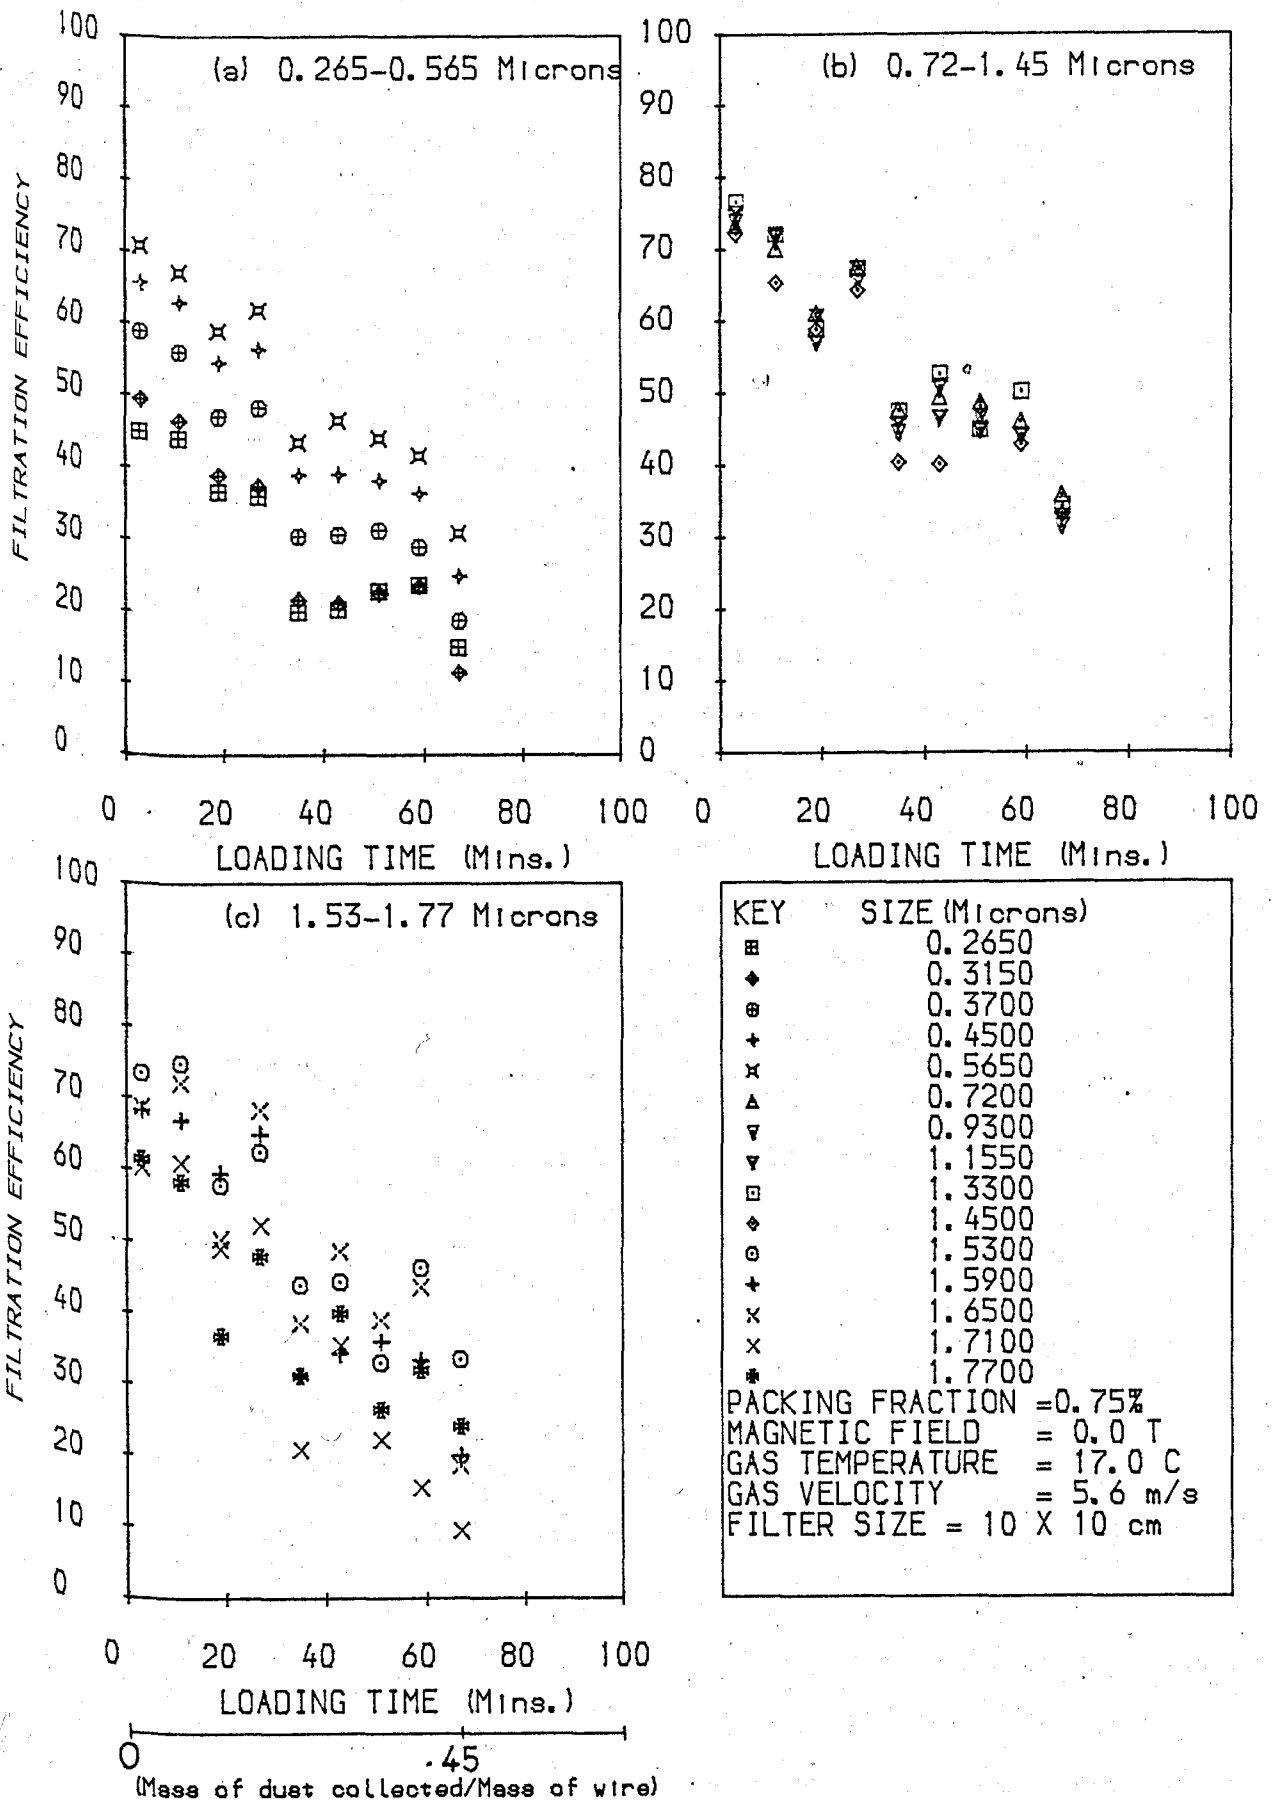 (a) 0.265-0.565 Microns
100
90
80
70
60
50
40
30
20
10
0
FILTRATION EFFICIENCY
0 20 40 60 80 100
LOADING TIME (Mins.)
(b) 0.72-1.45 Microns
100
90
80
70
60
50
40
30
20
10
0
0 20 40 60 80 100
LOADING TIME (Mins.)
(c) 1.53-1.77 Microns
100
90
80
70
60
50
40
30
20
10
0
FILTRATION EFFICIENCY
0 20 40 60 80 100
LOADING TIME (Mins.)
0 .45
(Mass of dust collected/Mass of wire)
KEY SIZE(Microns)
0.2650
0.3150
0.3700
0.4500
0.5650
0.7200
0.9300
1.1550
1.3300
1.4500
1.5300
1.5900
1.6500
1.7100
1.7700
PACKING FRACTION =0.75%
MAGNETIC FIELD = 0.0 T
GAS TEMPERATURE = 17.0 C
GAS VELOCITY = 5.6 m/s
FILTER SIZE = 10 X 10 cm